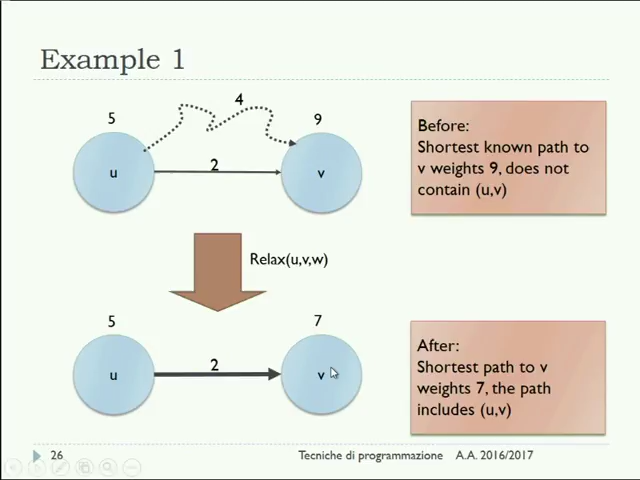 Example 1
4
5
9
u
2
v
Before:
Shortest known path to
v weights 9, does not
contain (u,v)
Relax(u,v,w)
5
7
u
2
v
After:
Shortest path to v
weights 7, the path
includes (u,v)
26
Tecniche di programmazione A.A. 2016/2017